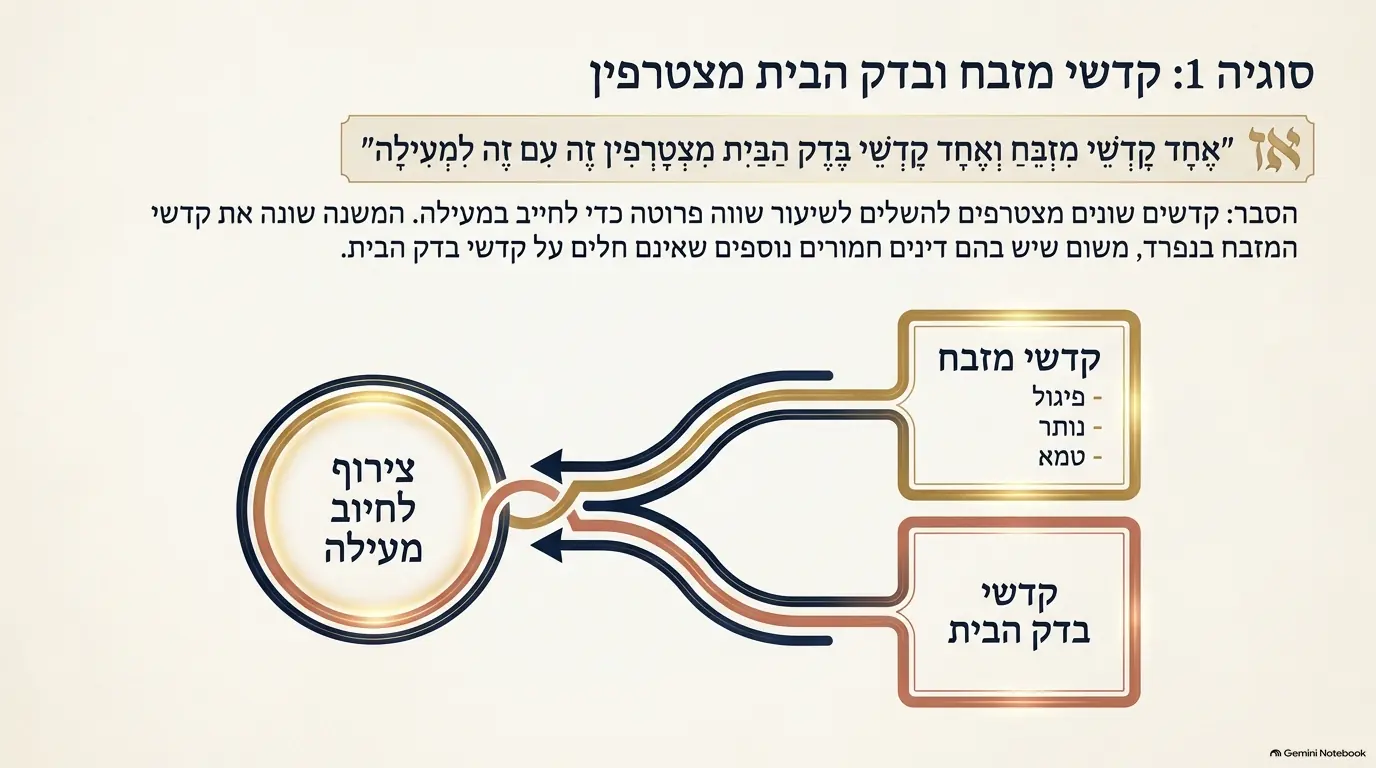 סוגיה 1: קדשי מזבח ובדק הבית מצטרפין
"אֶחָד קָדְשֵׁי מִזְבֵּחַ וְאֶחָד קָדְשֵׁי בֶּדֶק הַבַּיִת מִצְטָרְפִין זֶה עִם זֶה לִמְעִילָה"
הסבר: קדשים שונים מצטרפים להשלים לשיעור שווה פרוטה כדי לחייב במעילה. המשנה שונה את קדשי
המזבח בנפרד, משום שיש בהם דינים חמורים נוספים שאינם חלים על קדשי בדק הבית.
קדשי מזבח
- פיגול
- נותר
- טמא
קדשי
בדק הבית
צירוף
לחיוב
מעילה
Gemini Notebook